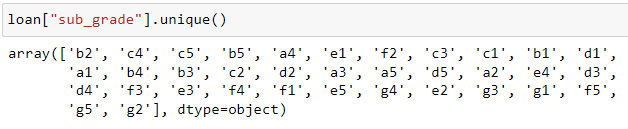 loan["sub_grade"].unique()
array(['b2', 'c4', 'c5', 'b5', 'a4', 'e1', 'f2', 'c3', 'c1', 'b1', 'd1',
'a1', 'b4', 'b3', 'c2', 'd2', 'a3', 'a5', 'd5', 'a2', 'e4', 'd3',
'd4', 'f3', 'e3', 'f4', 'f1', 'e5', 'g4', 'e2', 'g3', 'g1', 'f5',
'g5', 'g2'], dtype=object)